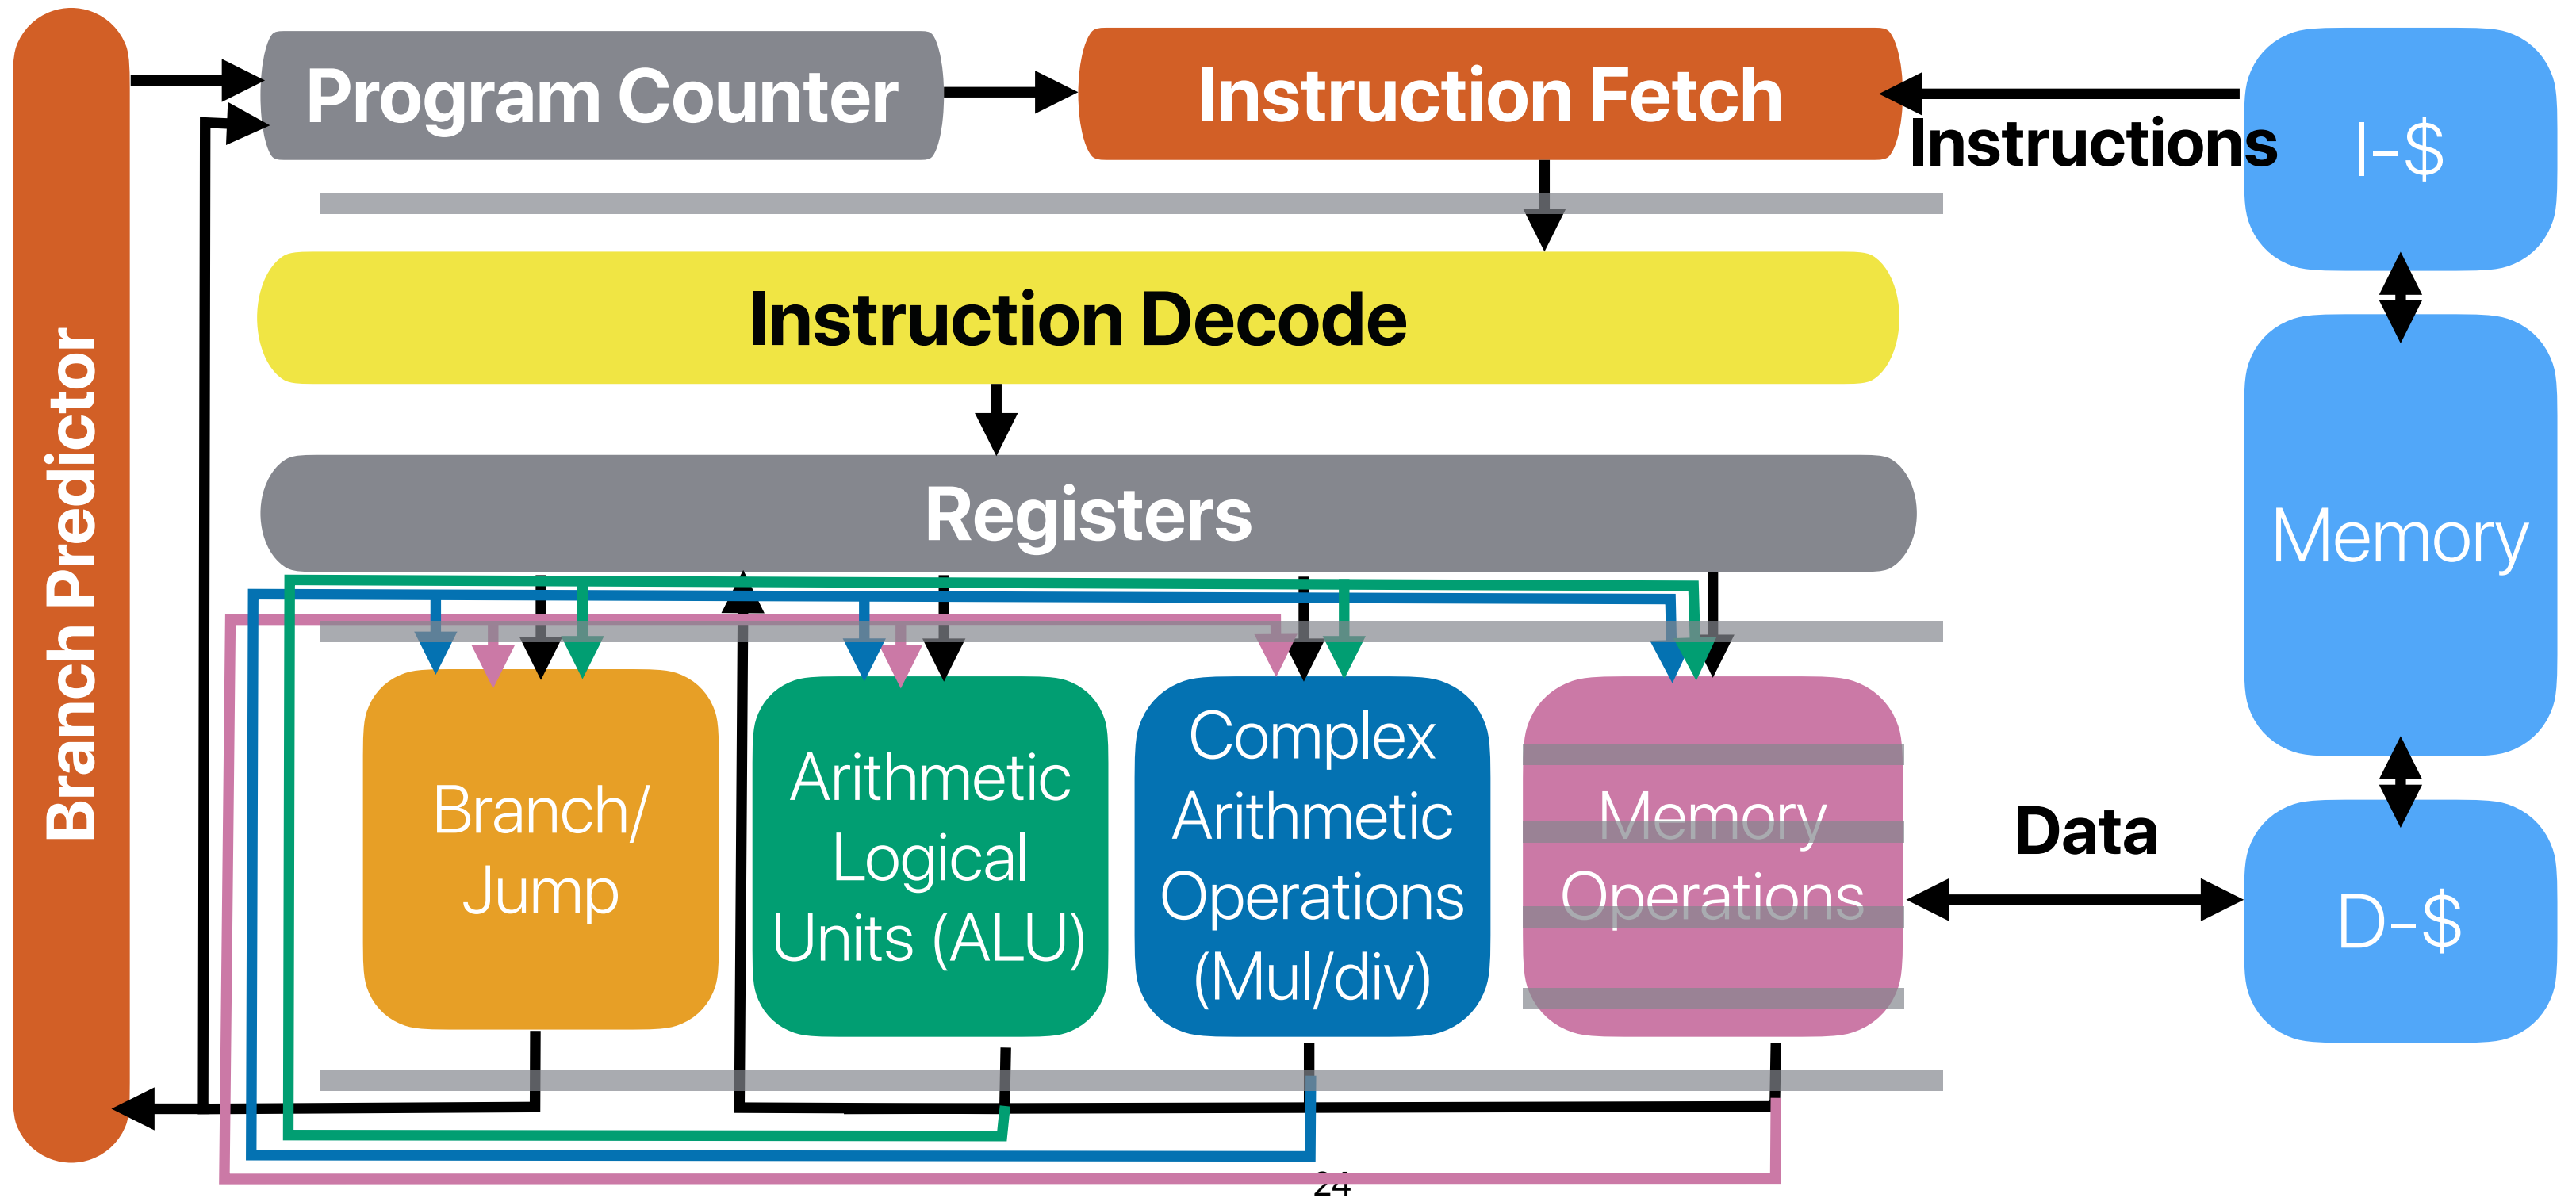 Branch Predictor
Program Counter
Instruction Fetch
Instructions
I-$
Instruction Decode
Registers
Memory
Branch/
Jump
Arithmetic
Logical
Units (ALU)
Complex
Arithmetic
Operations
(Mul/div)
Memory
Operations
Data
D-$
24